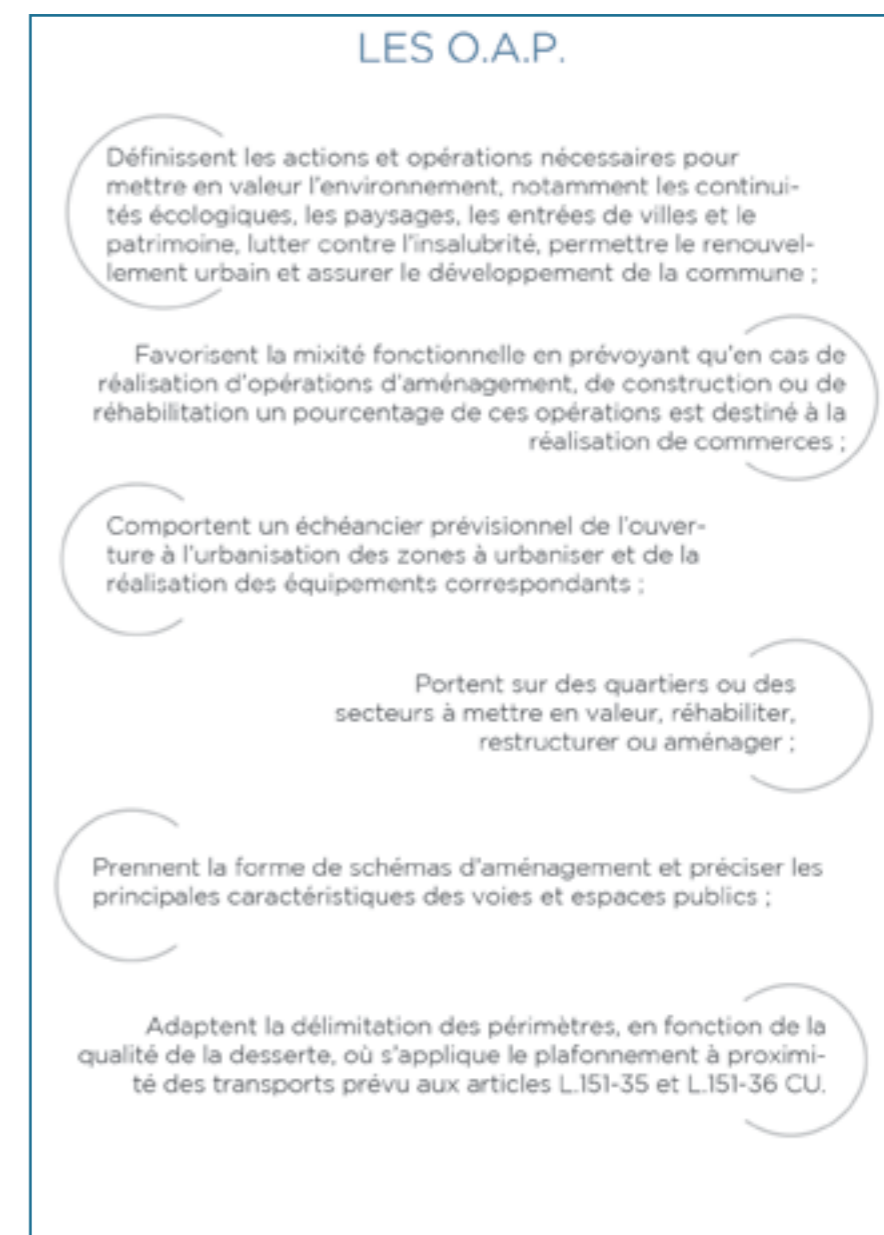 LES O.A.P.
Définissent les actions et opérations nécessaires pour
mettre en valeur l'environnement, notamment les continui-
tés écologiques, les paysages, les entrées de villes et le
patrimoine, lutter contre l'insalubrité, permettre le renouvel-
lement urbain et assurer le développement de la commune ;
Favorisent la mixité fonctionnelle en prévoyant qu'en cas de
réalisation d'opérations d'aménagement, de construction ou de
réhabilitation un pourcentage de ces opérations est destiné à la
réalisation de commerces ;
Comportent un échéancier prévisionnel de l'ouver-
ture à l'urbanisation des zones à urbaniser et de la
réalisation des équipements correspondants ;
Portent sur des quartiers ou des
secteurs à mettre en valeur, réhabiliter,
restructurer ou aménager ;
Prennent la forme de schémas d'aménagement et préciser les
principales caractéristiques des voies et espaces publics ;
Adaptent la délimitation des périmètres, en fonction de la
qualité de la desserte, où s'applique le plafonnement à proximi-
té des transports prévu aux articles L.151-35 et L.151-36 CU.